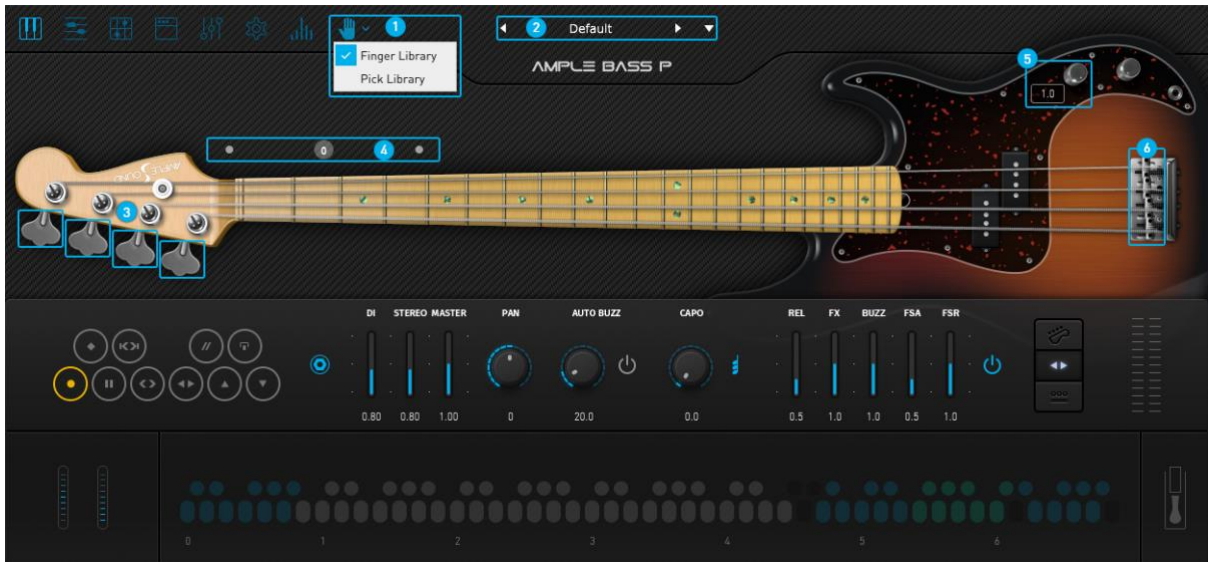 1
2 Default
Finger Library
Pick Library
AMPLE BASS P
5
1.0
0 4
6
AMPLE SOUND
3
DI STEREO MASTER PAN AUTO BUZZ CAPO REL FX BUZZ FSA FSR
0.80 0.80 1.00 0 20.0 0.0 0.5 1.0 1.0 0.5 1.0
0 1 2 3 4 5 6